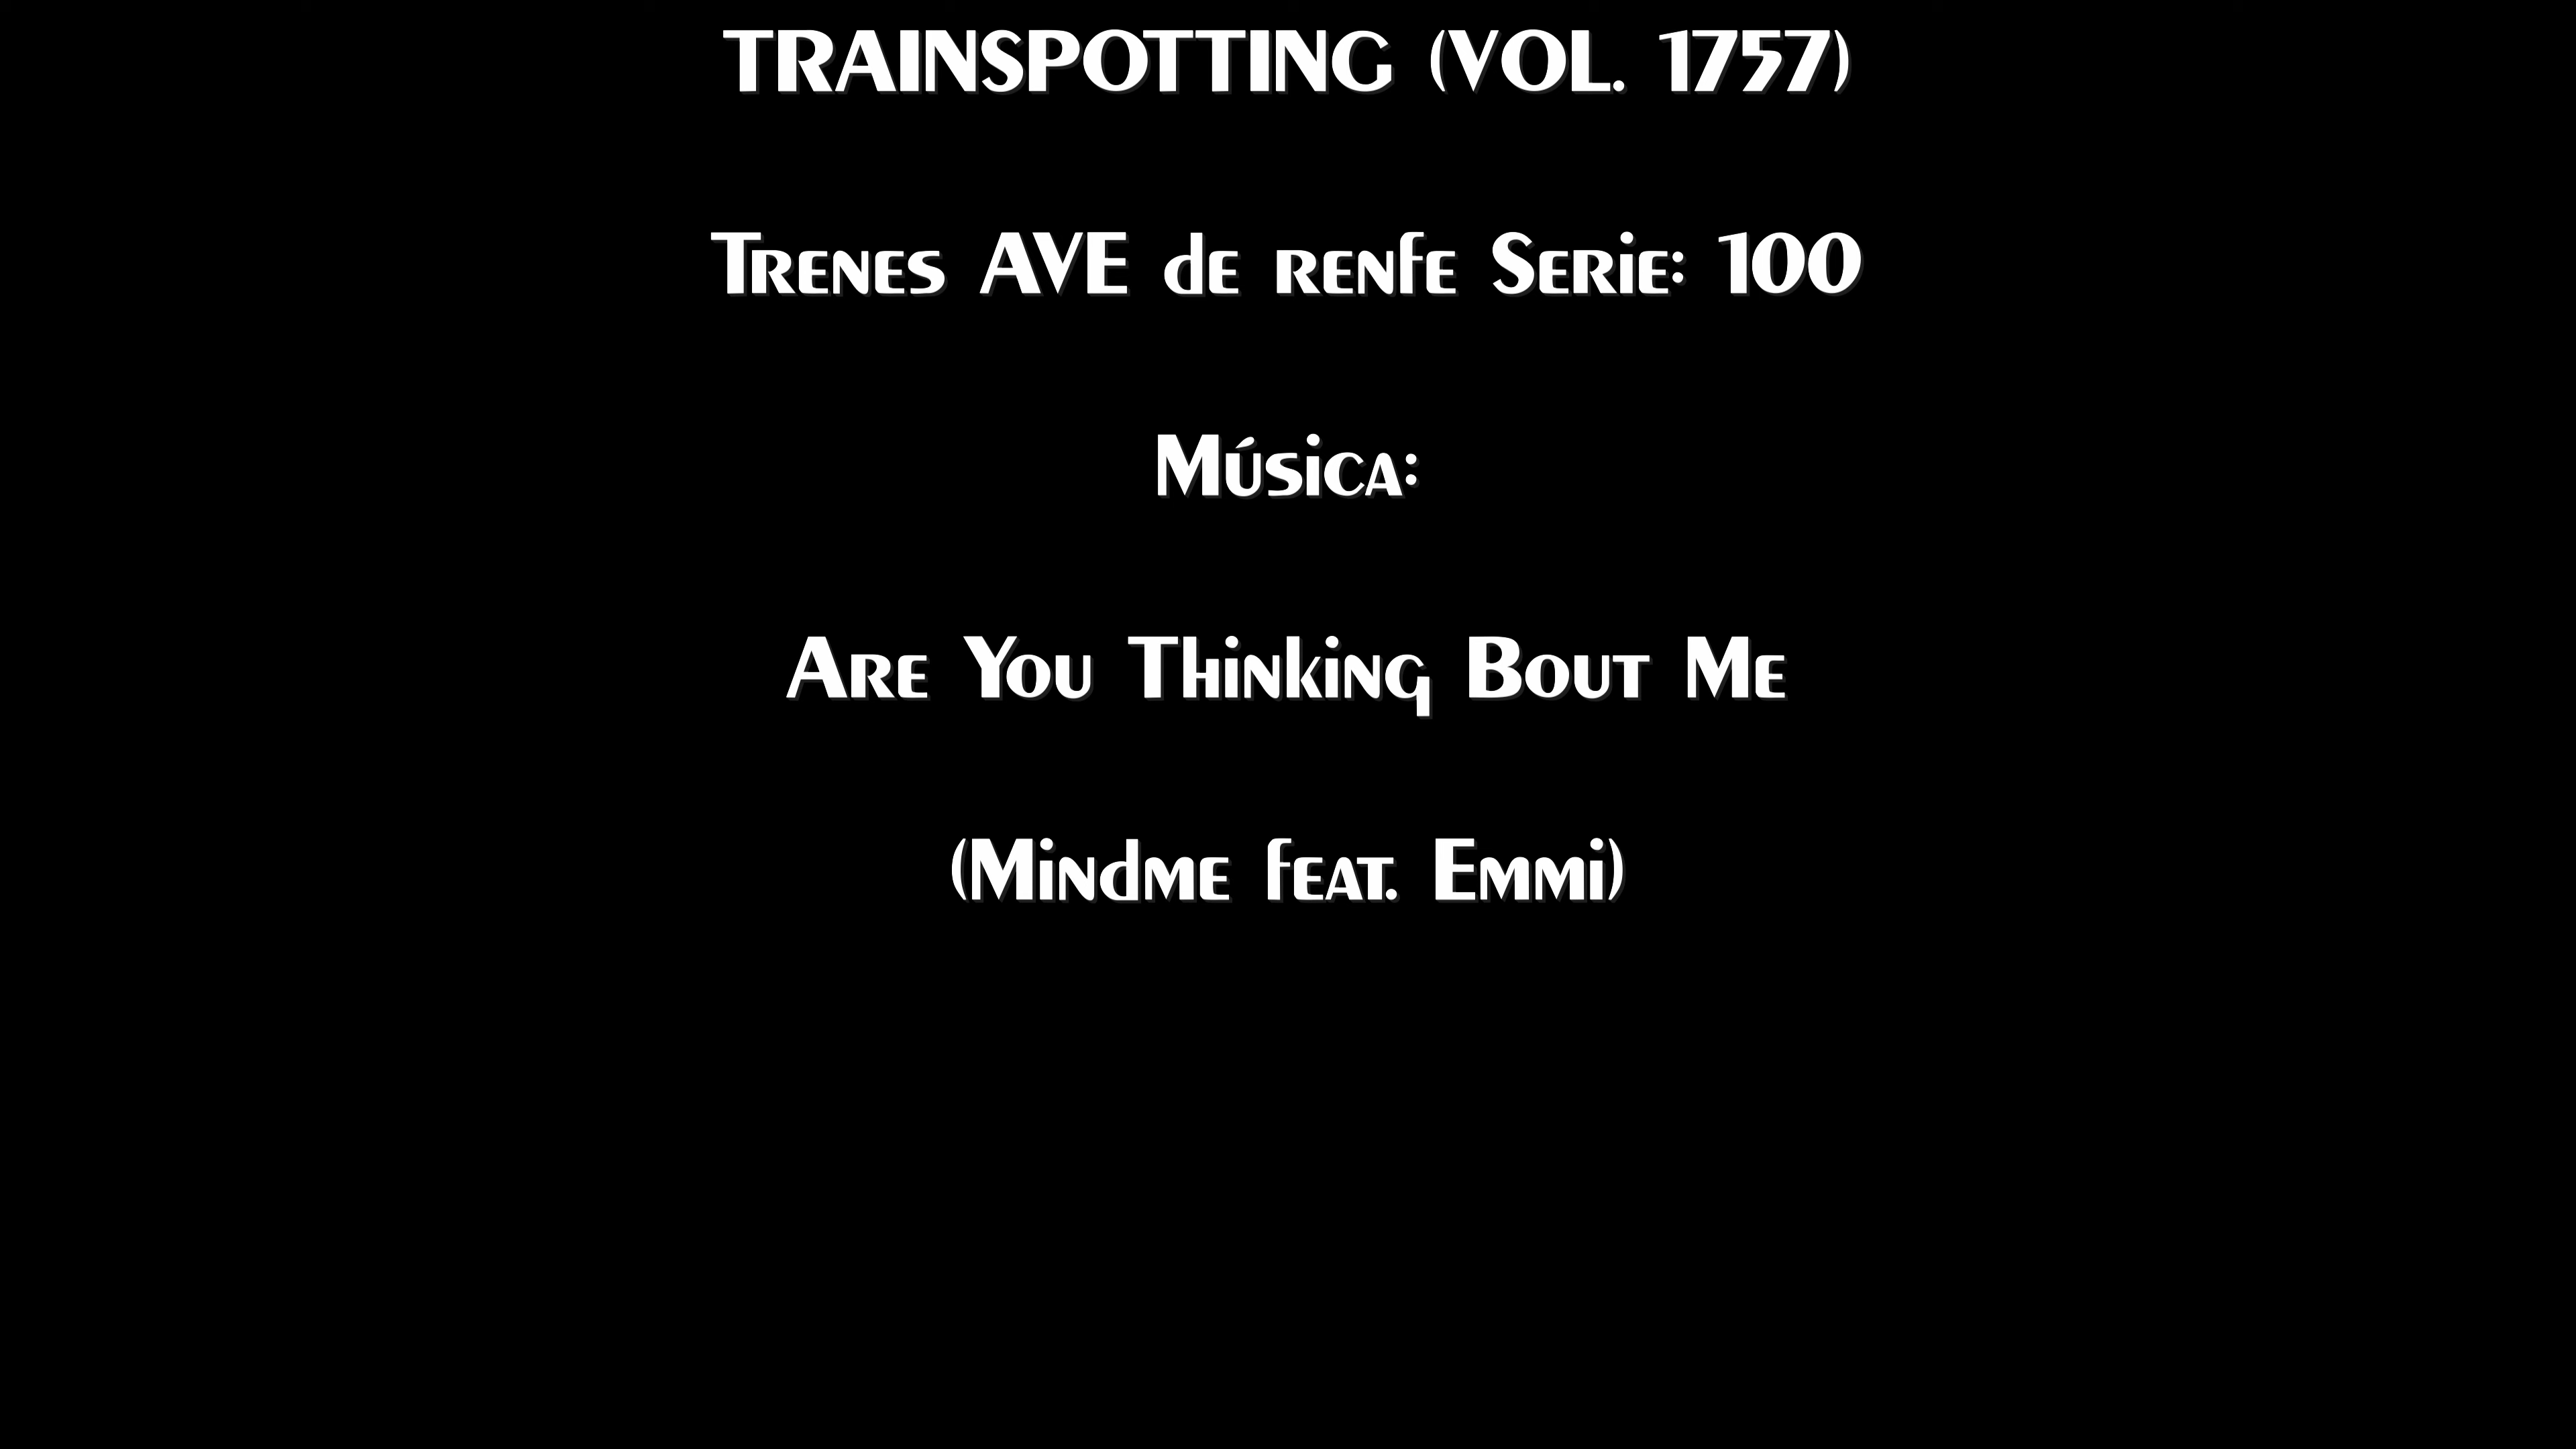 TRAINSPOTTING (VOL. 1757)
Trenes AVE de renfe Serie: 100
Música:
Are You Thinking Bout Me
(Mindme feat. Emmi)